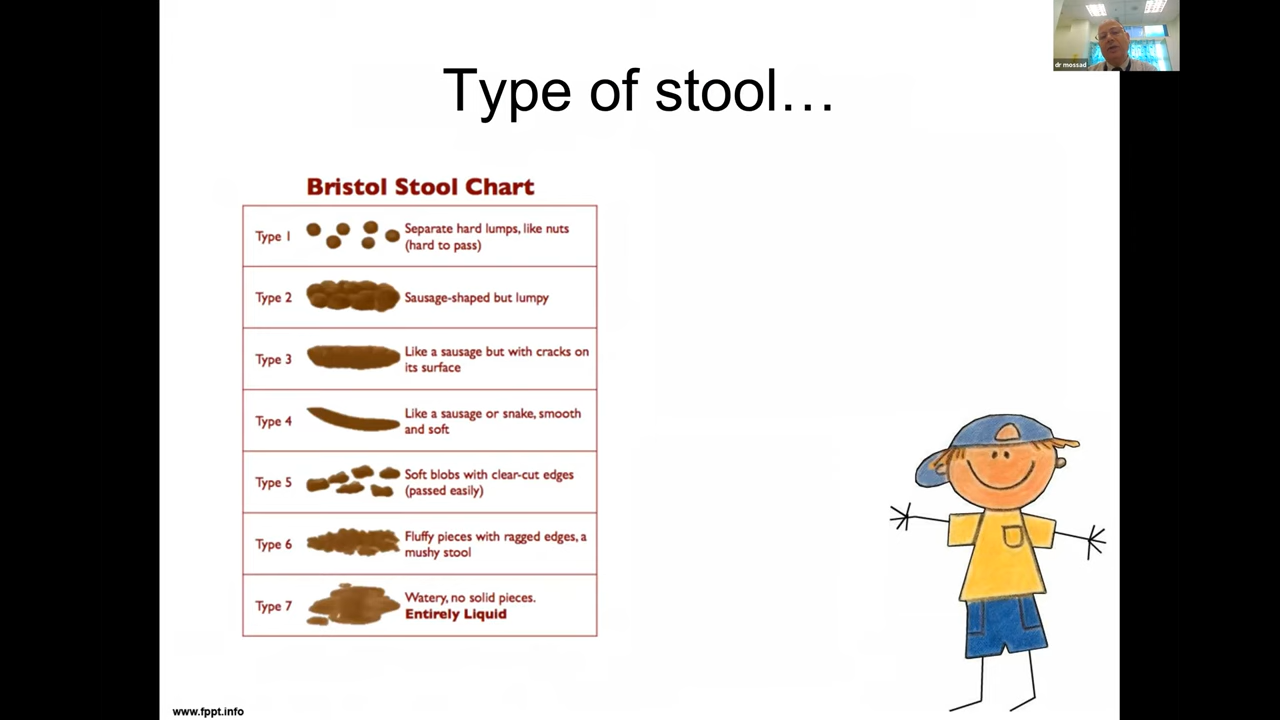 dr mossad
Type of stool…
Bristol Stool Chart
Type 1
Separate hard lumps, like nuts
(hard to pass)
Type 2
Sausage-shaped but lumpy
Type 3
Like a sausage but with cracks on
its surface
Type 4
Like a sausage or snake, smooth
and soft
Type 5
Soft blobs with clear-cut edges
(passed easily)
Type 6
Fluffy pieces with ragged edges, a
mushy stool
Type 7
Watery, no solid pieces.
Entirely Liquid
www.fppt.info